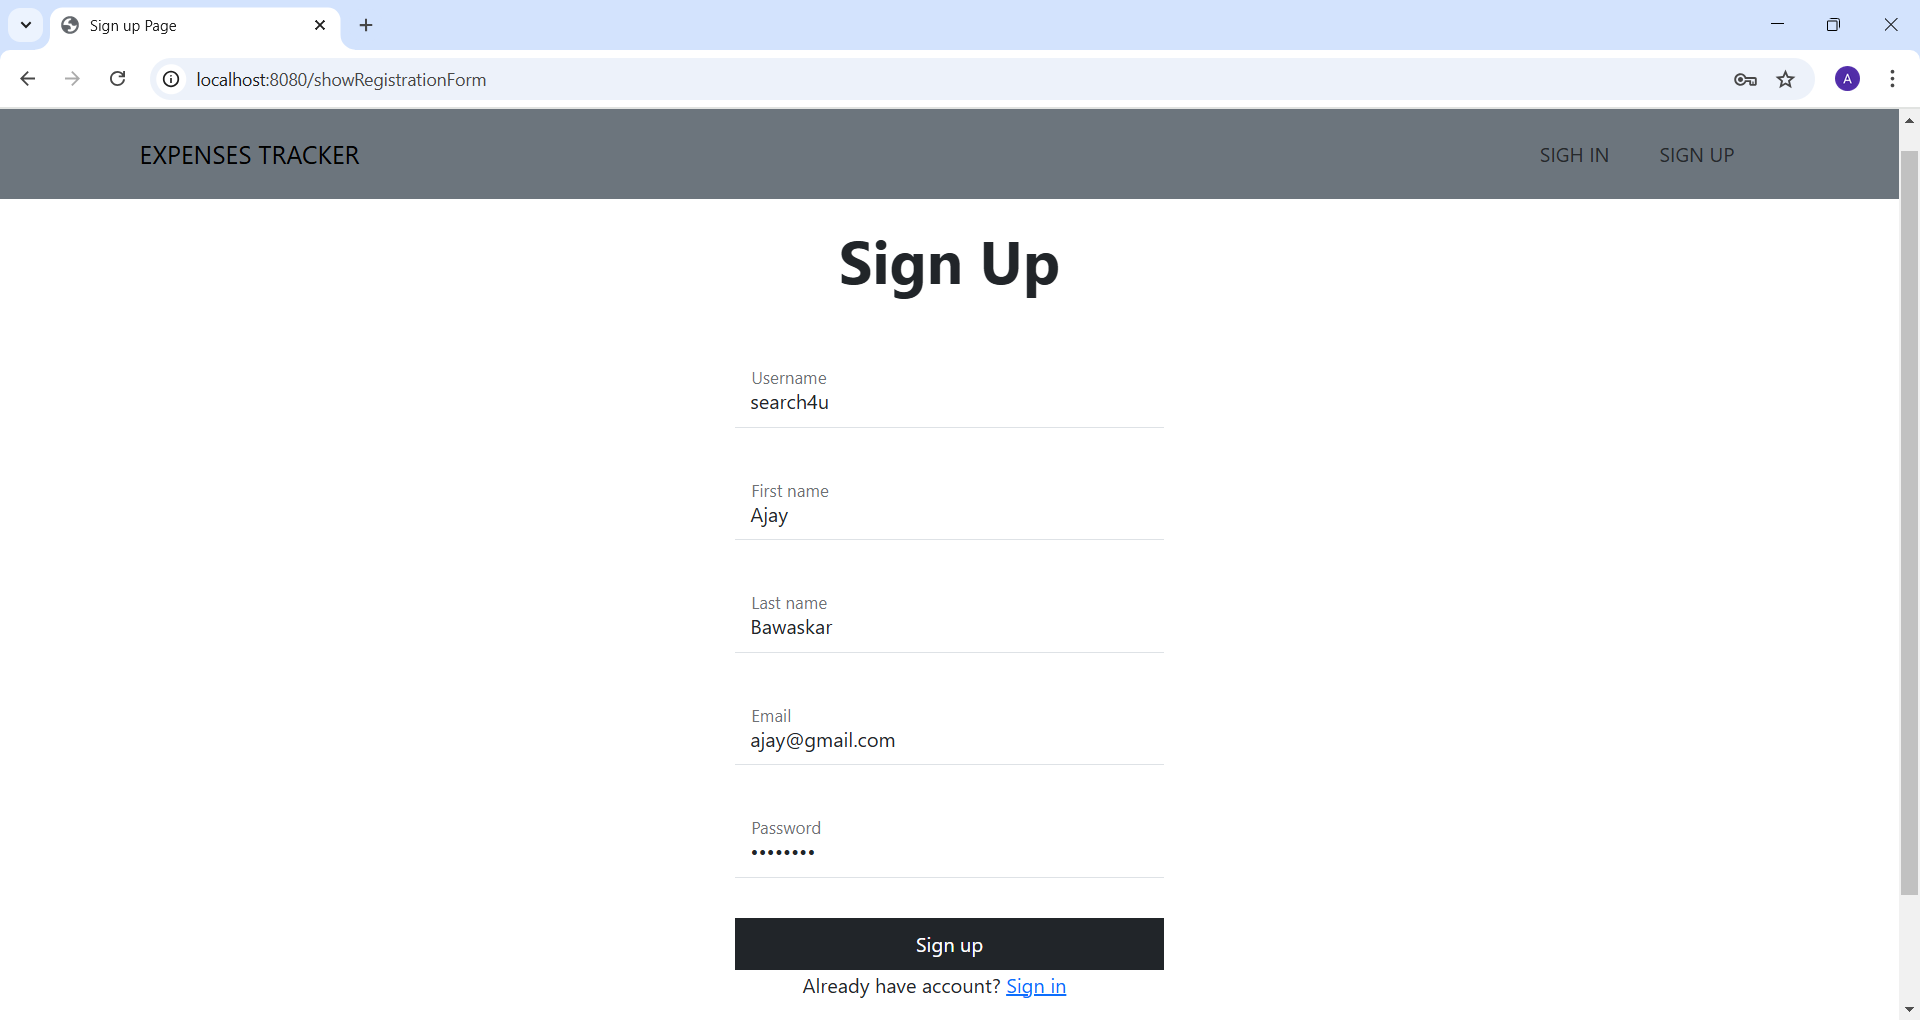 Sign up Page
localhost:8080/showRegistrationForm
A
EXPENSES TRACKER
SIGH IN
SIGN UP
Sign Up
Username
search4u
First name
Ajay
Last name
Bawaskar
Email
ajay@gmail.com
Password
••••••••
Sign up
Already have account? Sign in